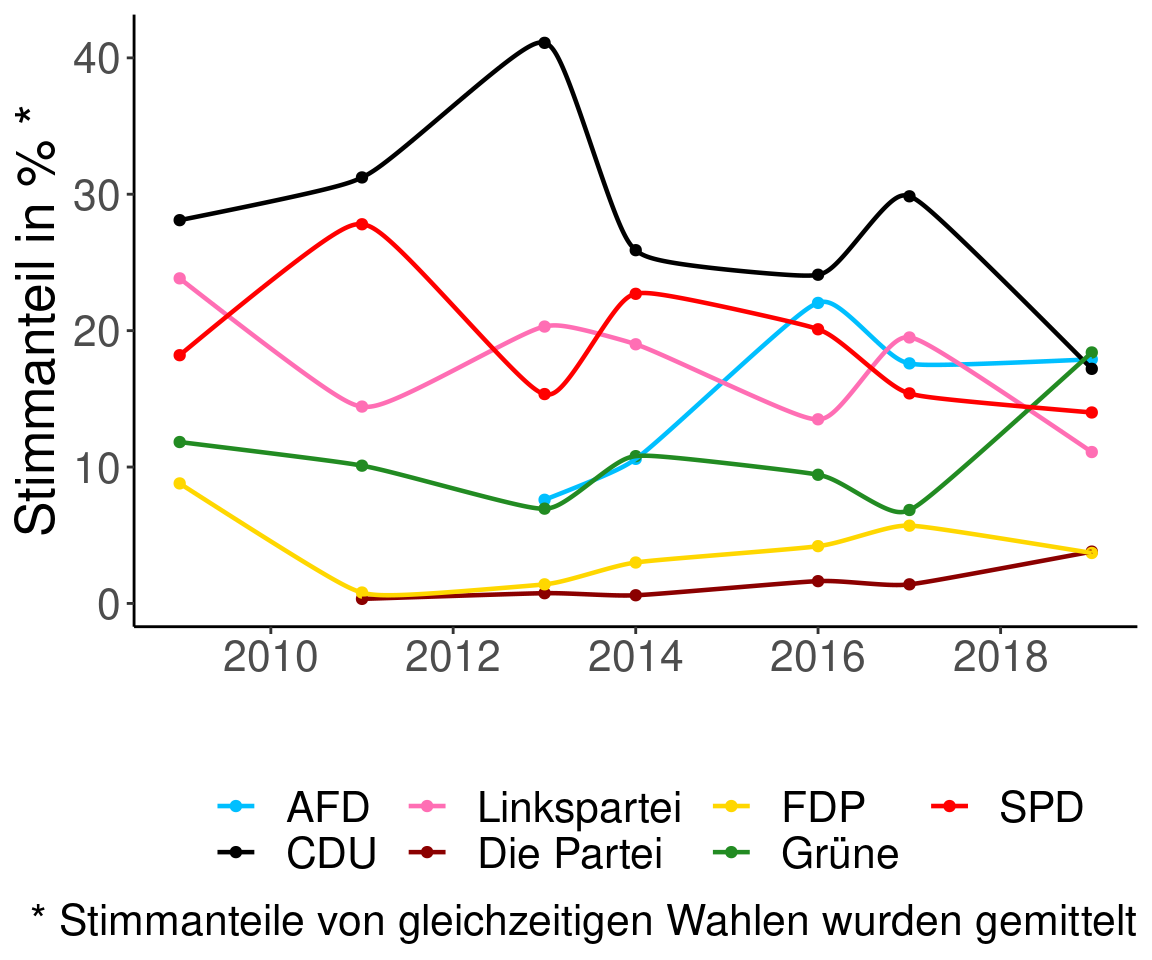 Stimmanteil in % *
40
30
20
10
0
2010 2012 2014 2016 2018
AFD Linkspartei FDP SPD
CDU Die Partei Grüne
* Stimmanteile von gleichzeitigen Wahlen wurden gemittelt